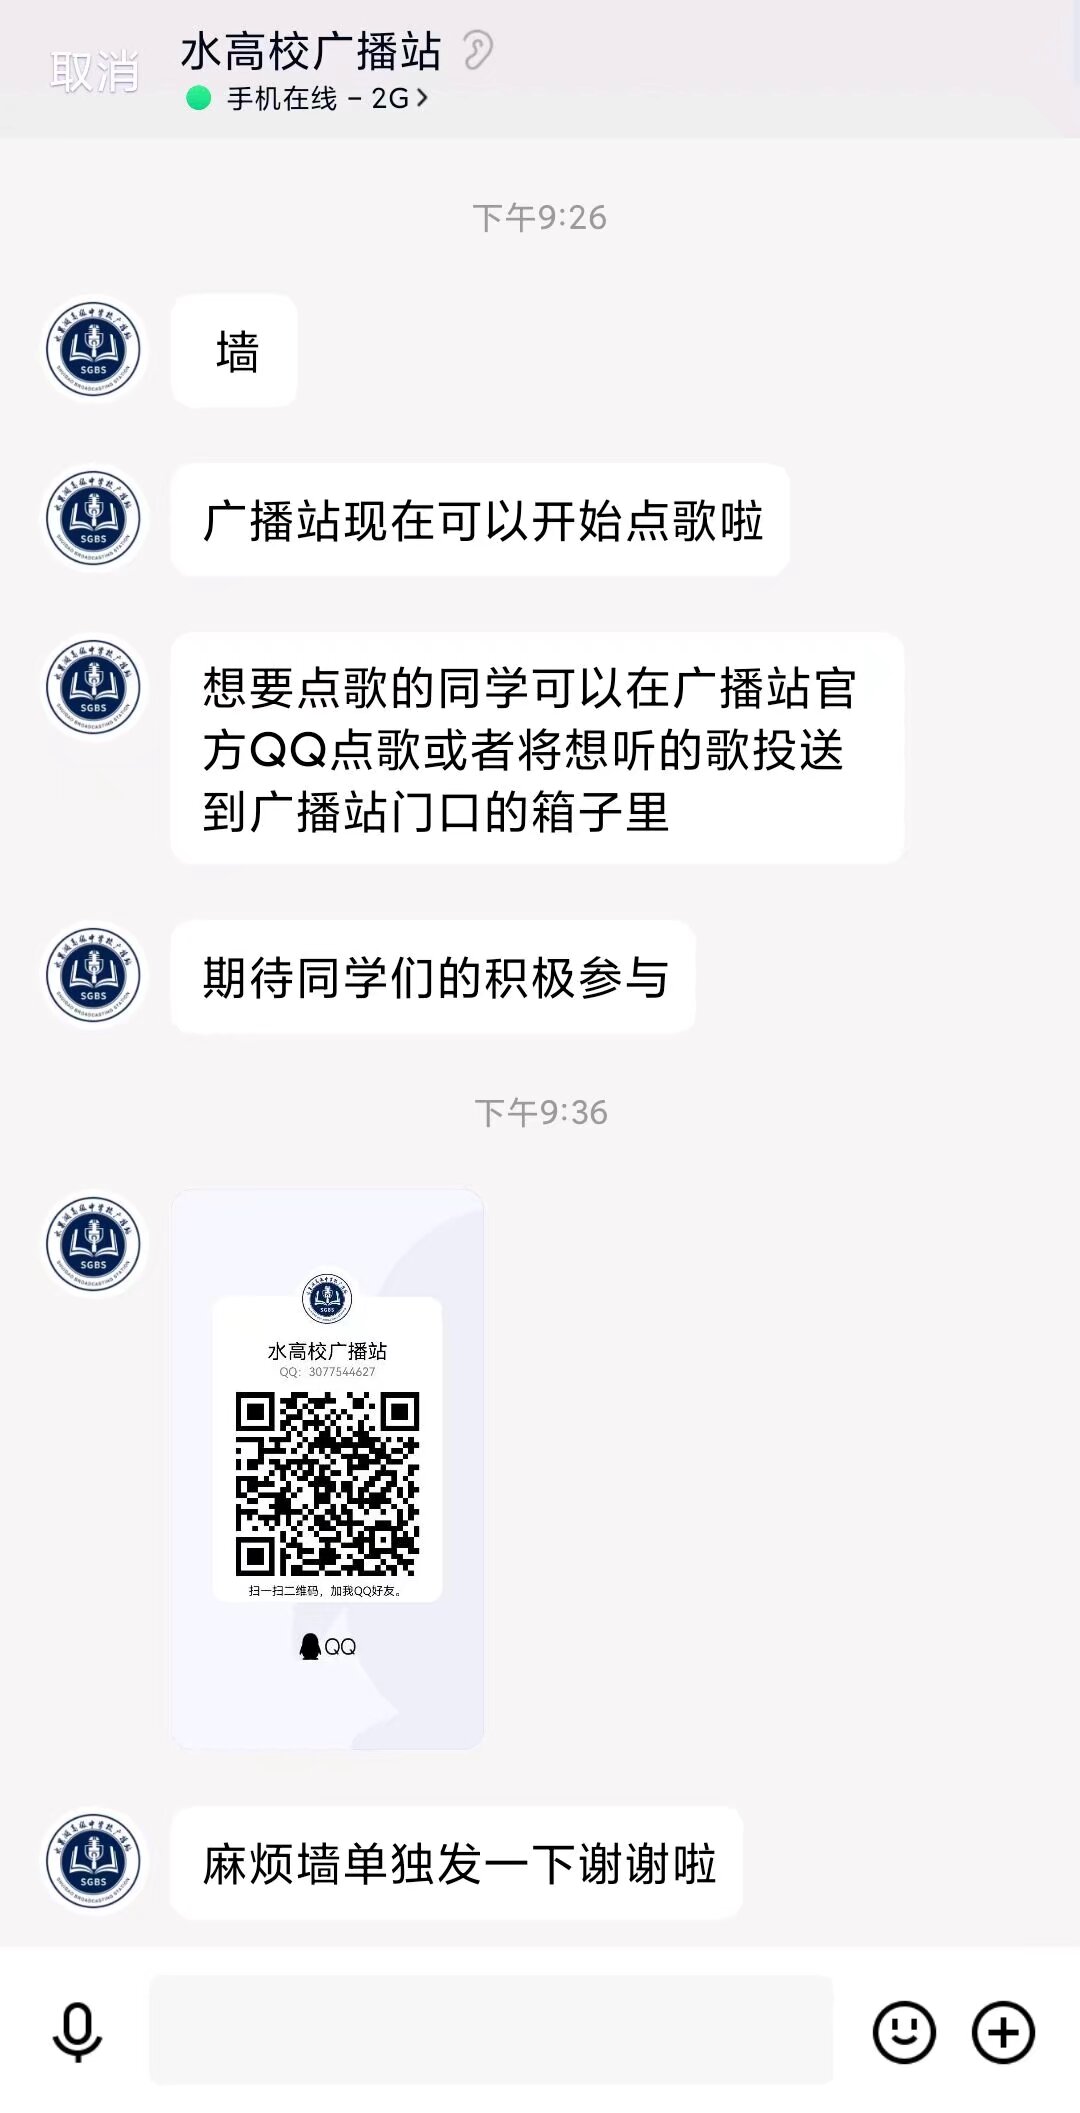 取消
水高校广播站
手机在线 - 2G
下午9:26
墙
广播站现在可以开始点歌啦
想要点歌的同学可以在广播站官
方QQ点歌或者将想听的歌投送
到广播站门口的箱子里
期待同学们的积极参与
下午9:36
水高校广播站
QQ: 3077544627
扫一扫二维码，加我QQ好友。
QQ
麻烦墙单独发一下谢谢啦
SGBS
SGBS
SGBS
SGBS
SGBS
SGBS